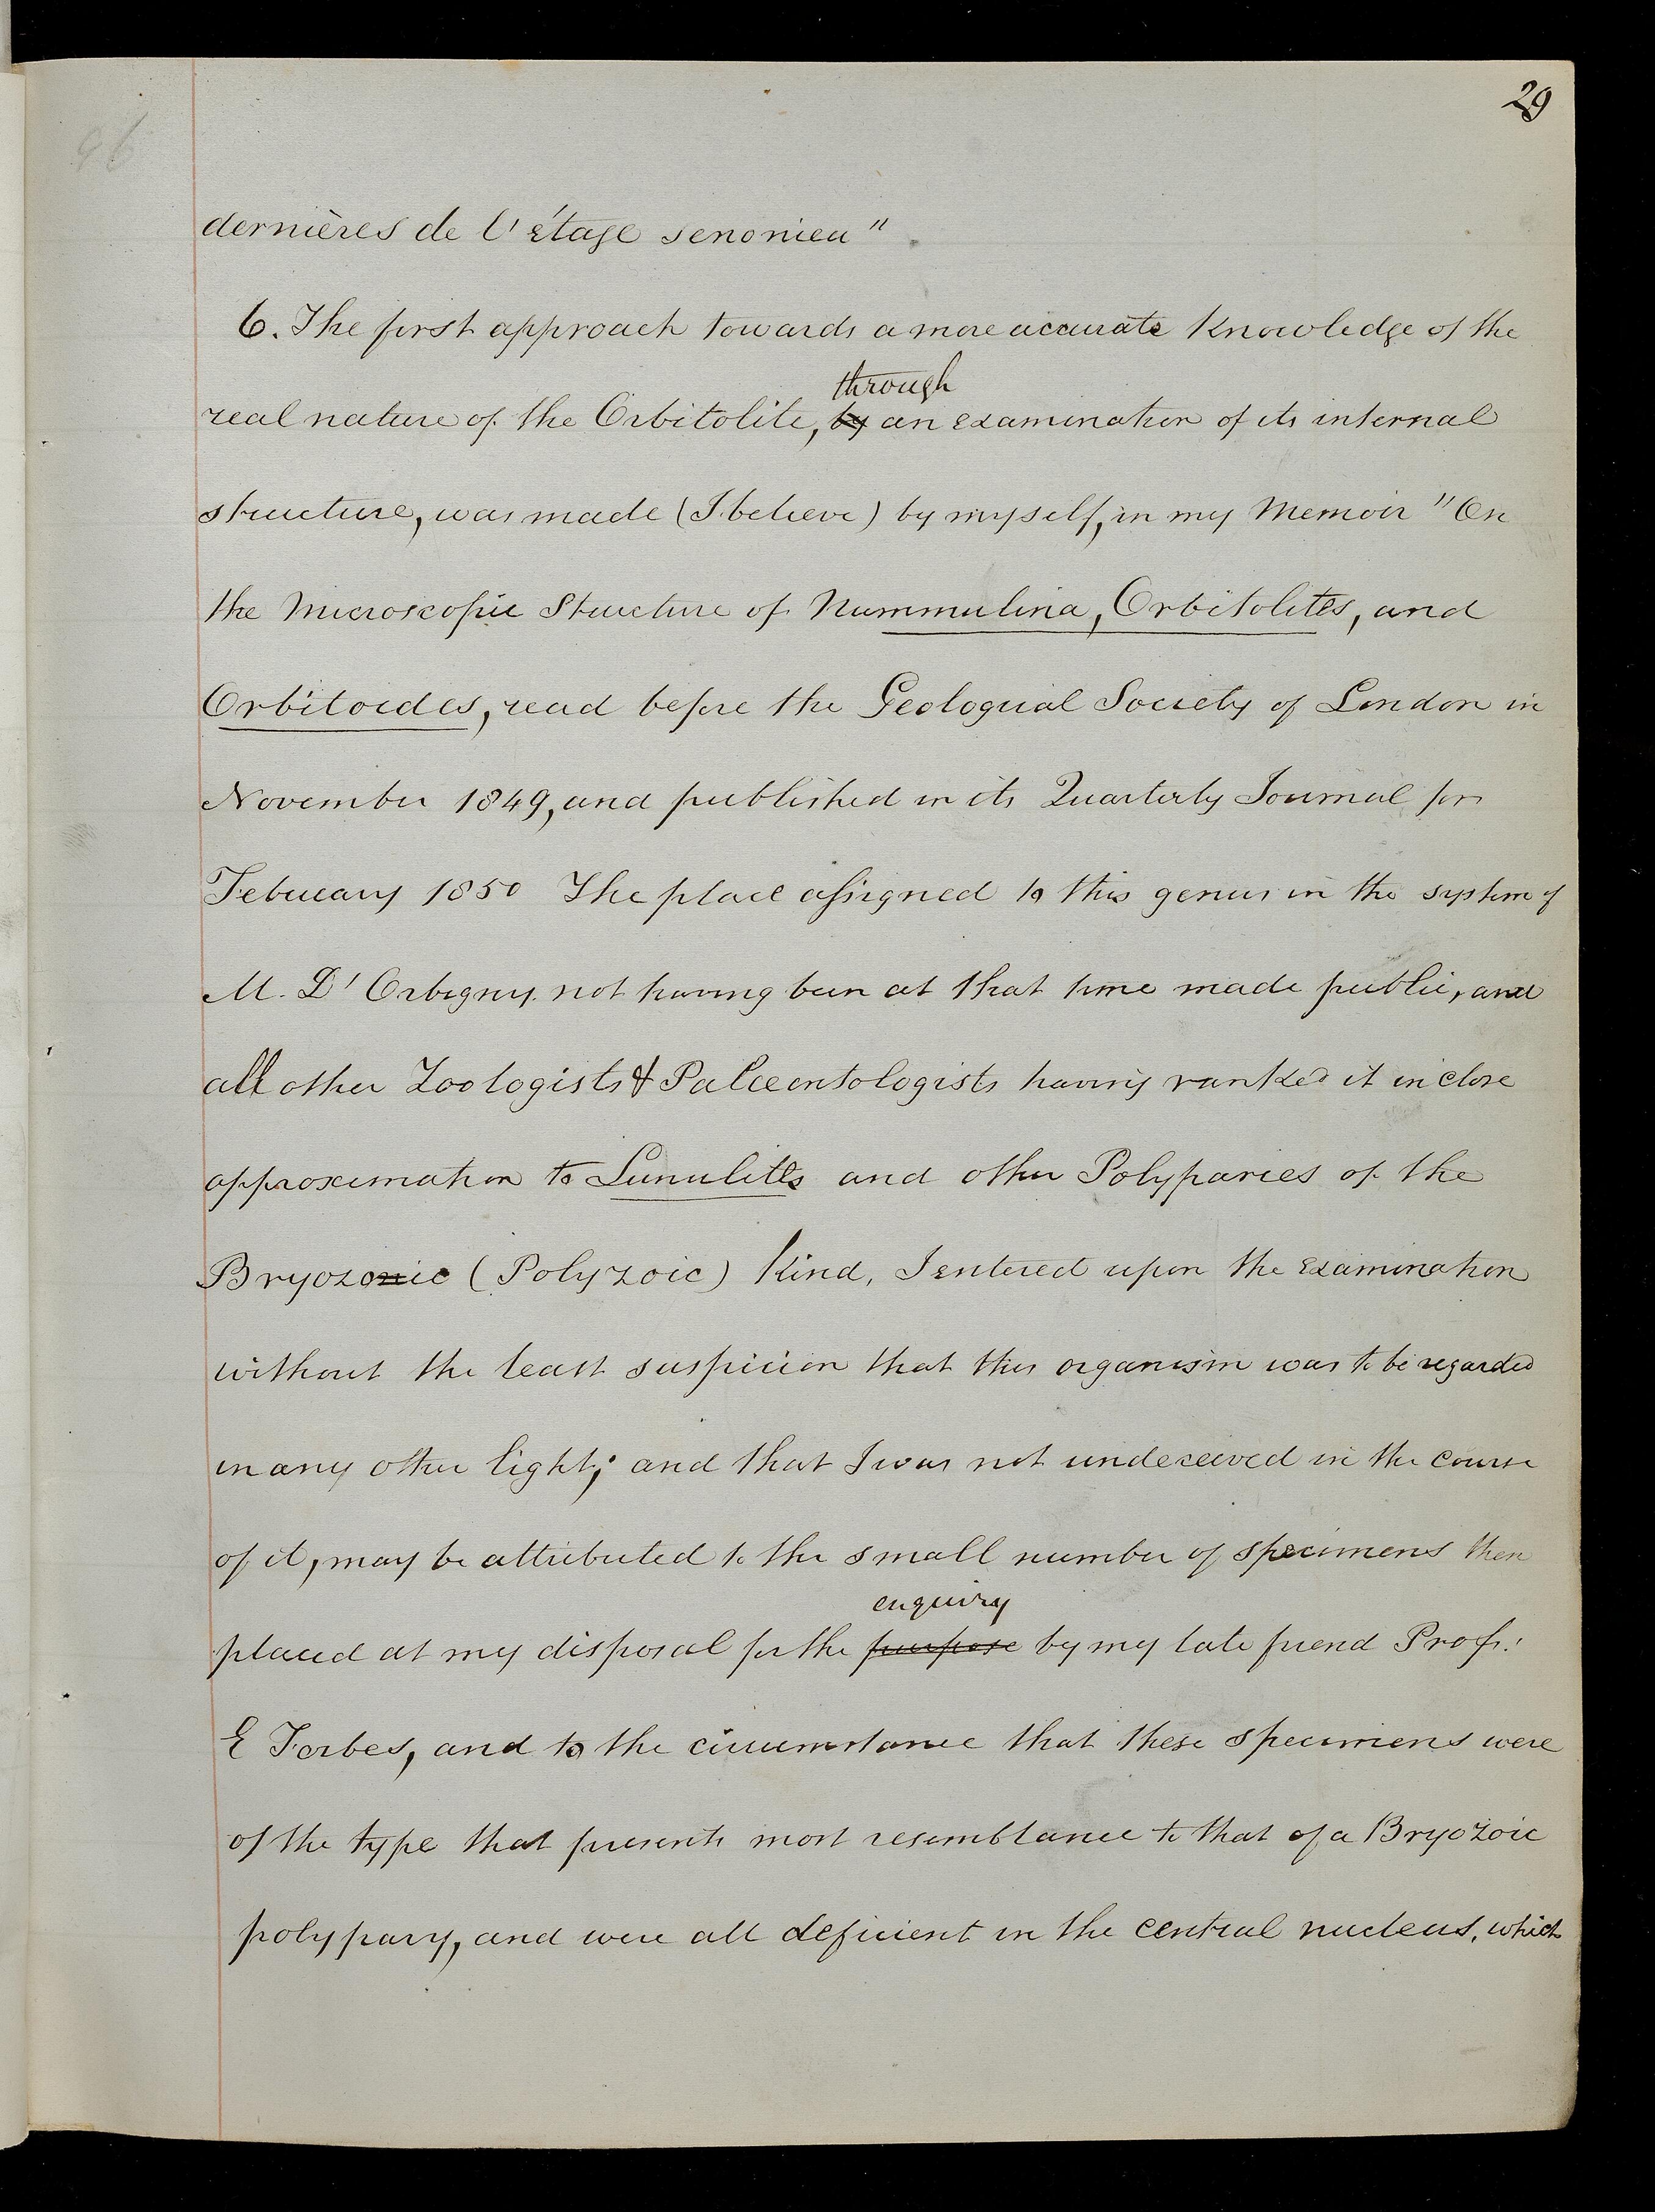 29
96
dernières de l'étage senonien"
6. The first approach towards a more accurate Knowledge of the
through
real nature of the Orbitolite, by an examination of its internal
structure, was made (I believe) by myself, in my Memoir "On
the Microscopic Structure of Nummulina, Orbitolites, and
Orbitoides, read before the Geological Society of London in
November 1849, and published in its Quarterly Journal for
February 1850 The place assigned to this genus in the system of
M. D'Orbigny not having been at that time made public, and
all other Zoologists & Palæontologists having ranked it in close
approximation to Lunulites and other Polyparies of the
Bryozonic (Polyzoic) Kind, I entered upon the examination
without the least suspicion that this organism was to be regarded
in any other light; and that I was not undeceived in the course
of it, may be attributed to the small number of specimens then
enquiry
placed at my disposal for the purpose by my late friend Profr.
E Forbes, and to the circumstance that these specimens were
of the type that presents most resemblance to that of a Bryozoic
polypary, and were all deficient in the central nucleus, which